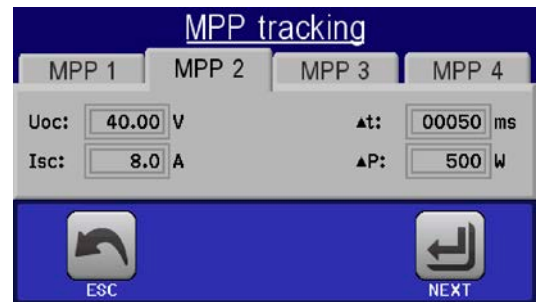 MPP tracking
MPP 1 MPP 2 MPP 3 MPP 4
Uoc: 40.00 V ▲t: 00050 ms
Isc: 8.0 A ▲P: 500 W
ESC NEXT